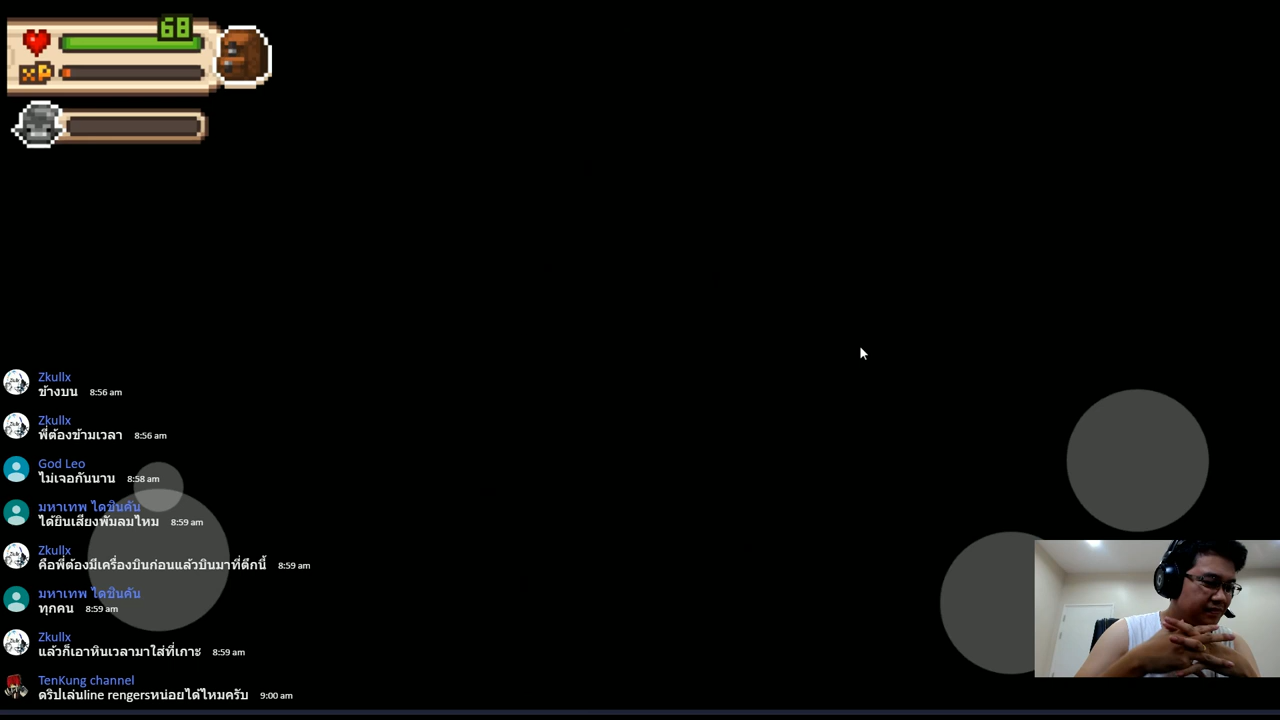 68
XP
Zkullx
ข้างบน 8:56 am
Zkullx
พี่ต้องข้ามเวลา 8:56 am
God Leo
ไม่เจอกันนาน 8:58 am
มหาเทพ ไดชินคัน
ได้ยินเสียงพัมลมไหม 8:59 am
Zkullx
คือพี่ต้องมีเครื่องบินก่อนแล้วบินมาที่ตึกนี้ 8:59 am
มหาเทพ ไดชินคัน
ทุกคน 8:59 am
Zkullx
แล้วก็เอาหินเวลามาใส่ที่เกาะ 8:59 am
TenKung channel
ดริปเล่นline rengersหน่อยได้ไหมครับ 9:00 am